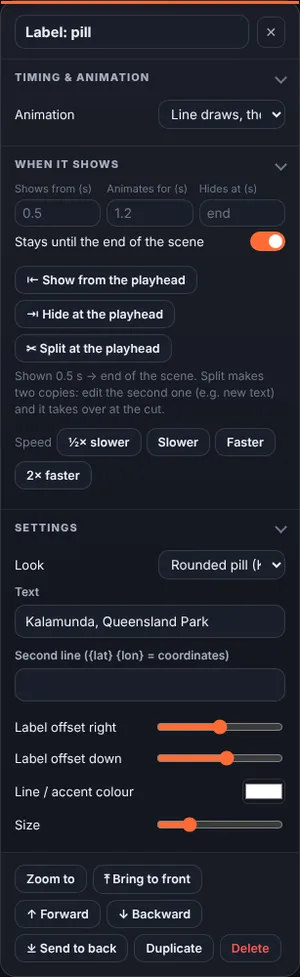 Label: pill ✕
TIMING & ANIMATION
Animation Line draws, the
WHEN IT SHOWS
Shows from (s) Animates for (s) Hides at (s)
0.5 1.2 end
Stays until the end of the scene
⇤ Show from the playhead
⇥ Hide at the playhead
✂ Split at the playhead
Shown 0.5 s → end of the scene. Split makes
two copies: edit the second one (e.g. new text)
and it takes over at the cut.
Speed ½× slower Slower Faster
2× faster
SETTINGS
Look Rounded pill (
Text
Kalamunda, Queensland Park
Second line ({lat} {lon} = coordinates)
Label offset right
Label offset down
Line / accent colour
Size
Zoom to ⤒ Bring to front
↑ Forward ↓ Backward
⤓ Send to back Duplicate Delete